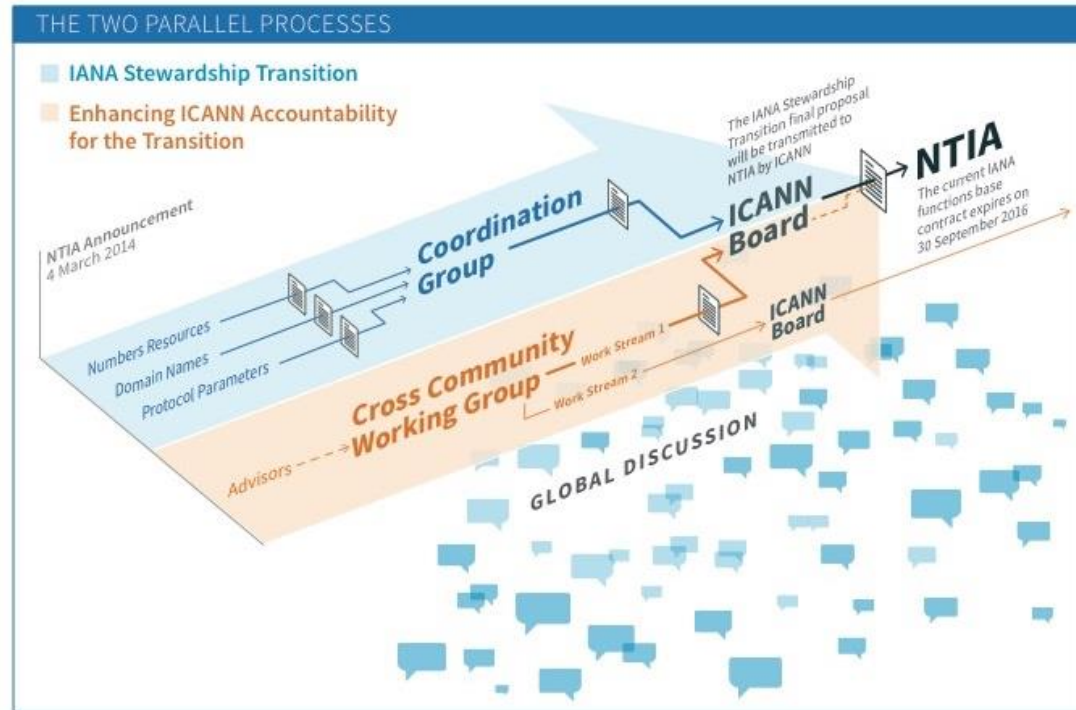 THE TWO PARALLEL PROCESSES
IANA Stewardship Transition
Enhancing ICANN Accountability
for the Transition
NTIA Announcement
4 March 2014
Numbers Resources
Domain Names
Protocol Parameters
Coordination
Group
The IANA Stewardship
Transition final proposal
will be transmitted to
NTIA by ICANN
ICANN
Board
NTIA
The current IANA
functions base
contract expires on
30 September 2016
Advisors
Cross Community
Working Group
Work Stream 1
Work Stream 2
ICANN
Board
GLOBAL DISCUSSION